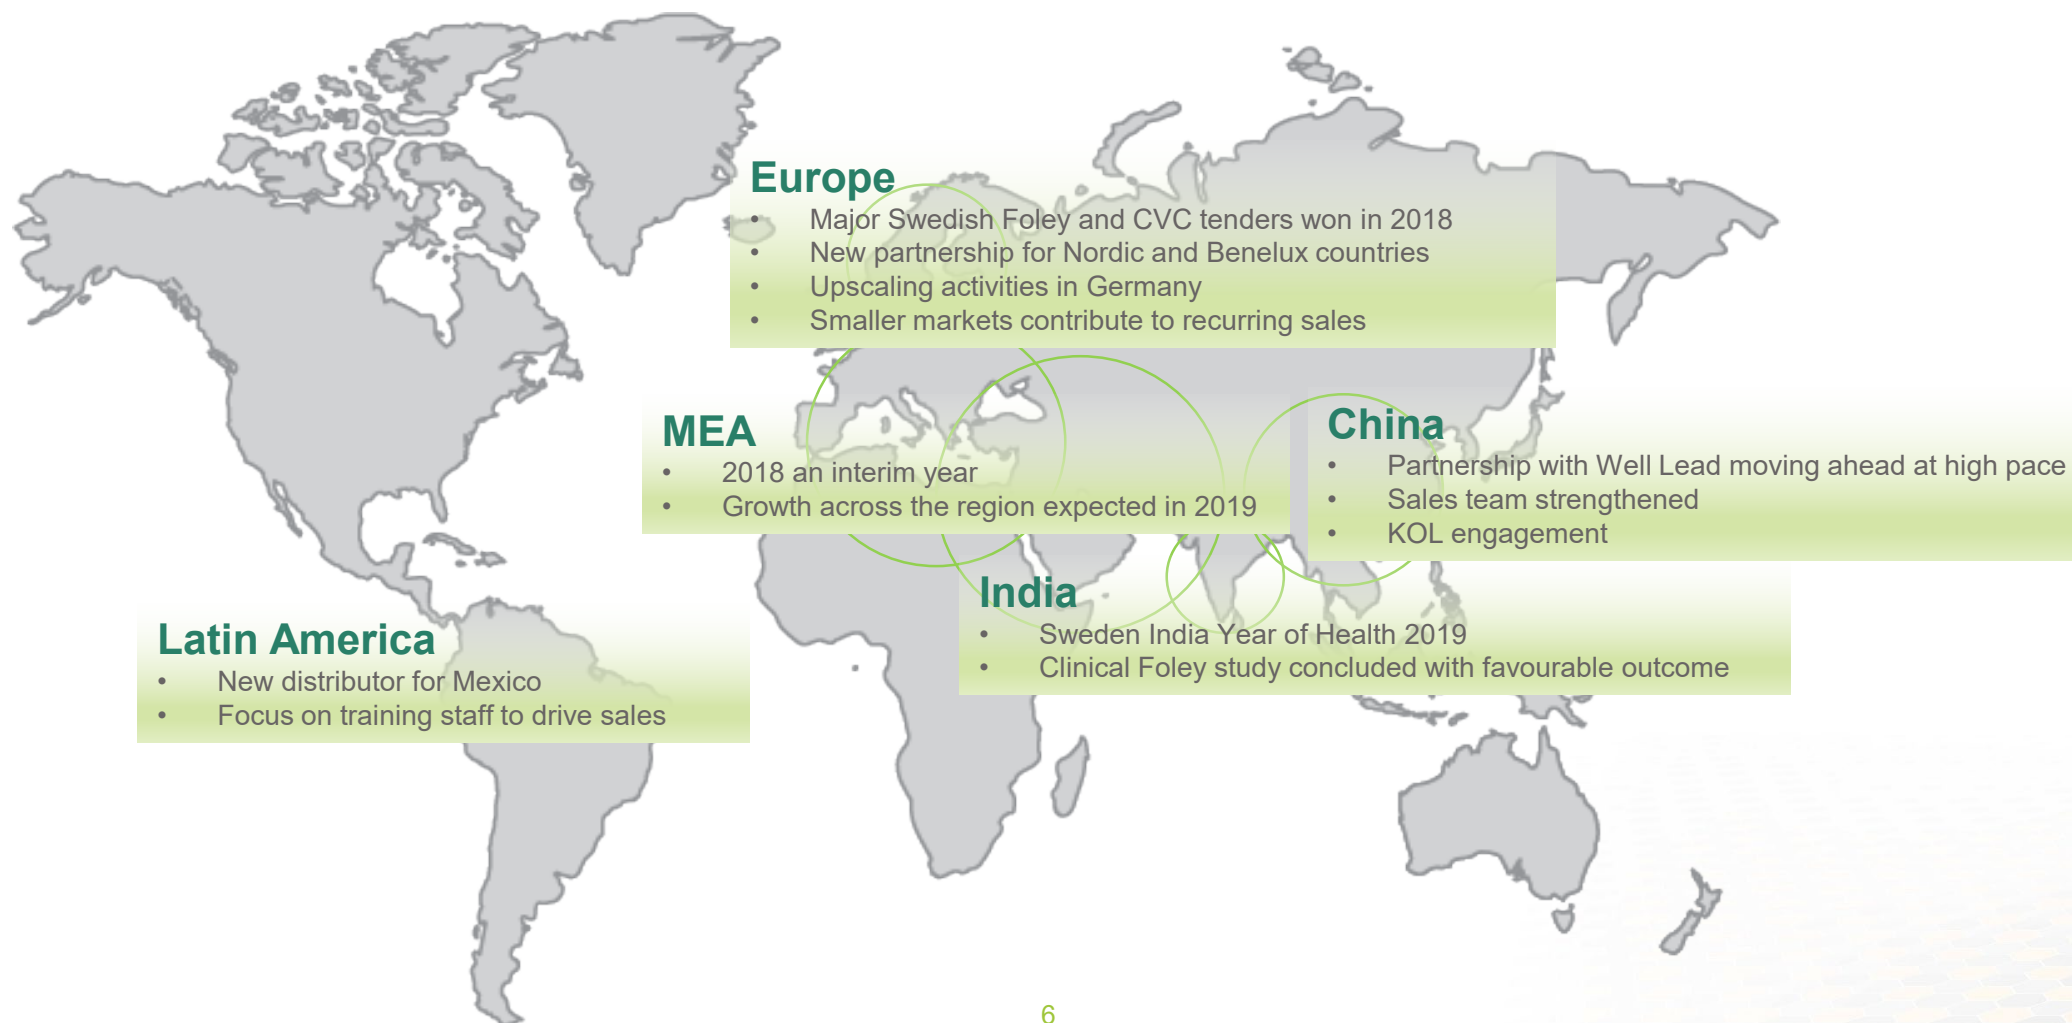 Europe
• Major Swedish Foley and CVC tenders won in 2018
• New partnership for Nordic and Benelux countries
• Upscaling activities in Germany
• Smaller markets contribute to recurring sales
MEA
• 2018 an interim year
• Growth across the region expected in 2019
China
• Partnership with Well Lead moving ahead at high pace
• Sales team strengthened
• KOL engagement
India
• Sweden India Year of Health 2019
• Clinical Foley study concluded with favourable outcome
Latin America
• New distributor for Mexico
• Focus on training staff to drive sales
6